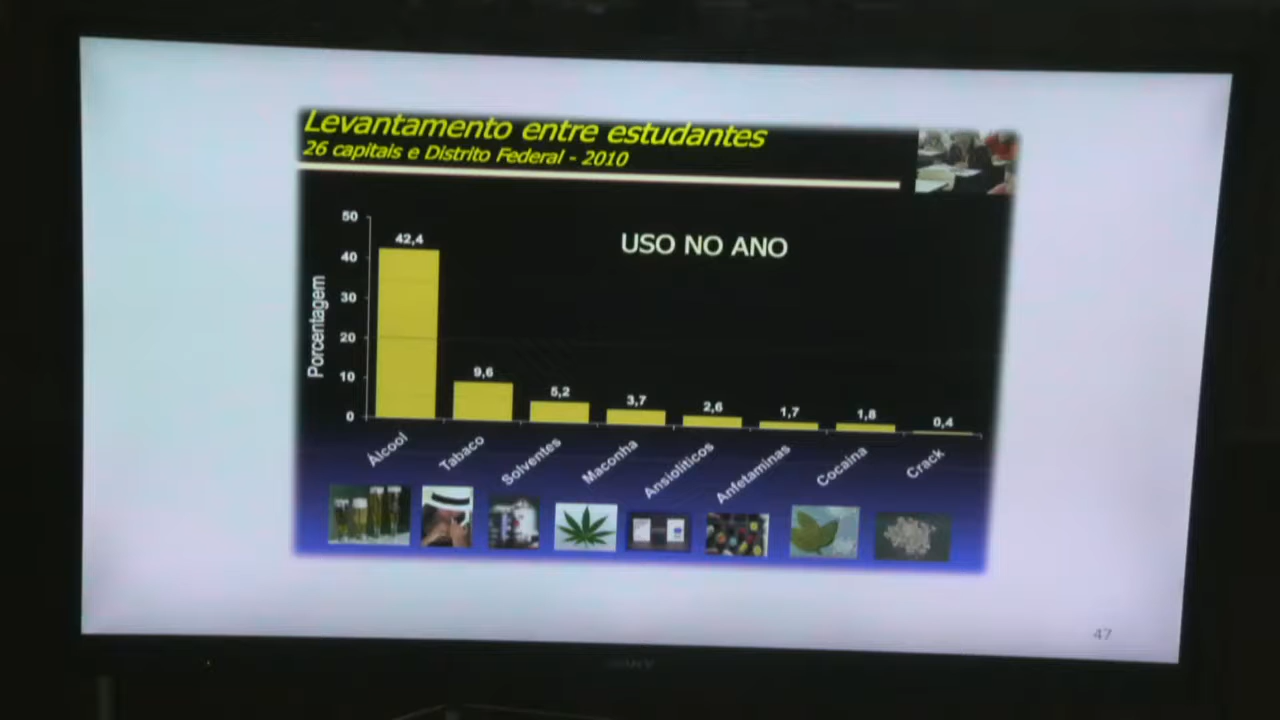 Levantamento entre estudantes
26 capitais e Distrito Federal - 2010
USO NO ANO
Porcentagem
50
40
30
20
10
0
42,4
9,6
5,2
3,7
2,6
1,7
1,8
0,4
Álcool
Tabaco
Solventes
Maconha
Ansiolíticos
Anfetaminas
Cocaína
Crack
47
SONY